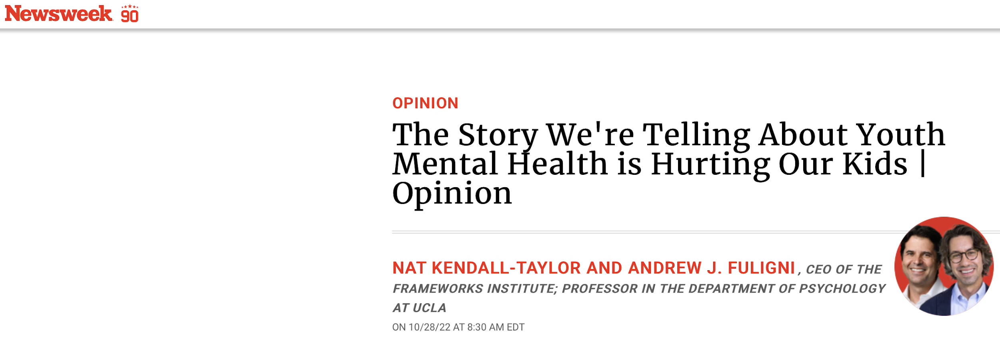 Newsweek 90
OPINION
The Story We're Telling About Youth
Mental Health is Hurting Our Kids |
Opinion
NAT KENDALL-TAYLOR AND ANDREW J. FULIGNI , CEO OF THE
FRAMEWORKS INSTITUTE; PROFESSOR IN THE DEPARTMENT OF PSYCHOLOGY
AT UCLA
ON 10/28/22 AT 8:30 AM EDT